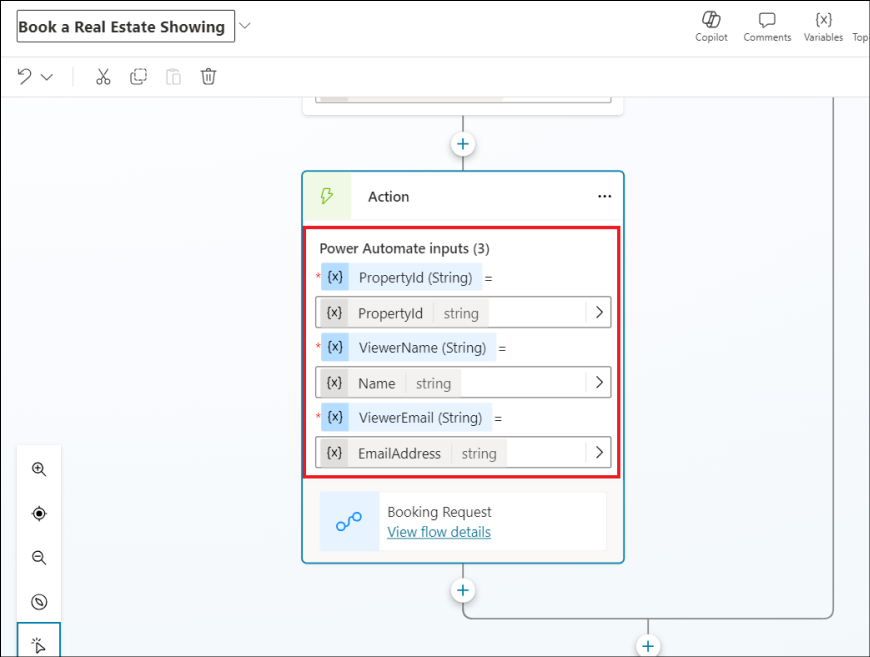 Book a Real Estate Showing
Copilot
Comments
{x}
Variables
Top
Action
...
Power Automate inputs (3)
* {x} PropertyId (String) =
{x} PropertyId string
* {x} ViewerName (String) =
{x} Name string
* {x} ViewerEmail (String) =
{x} EmailAddress string
Booking Request
View flow details